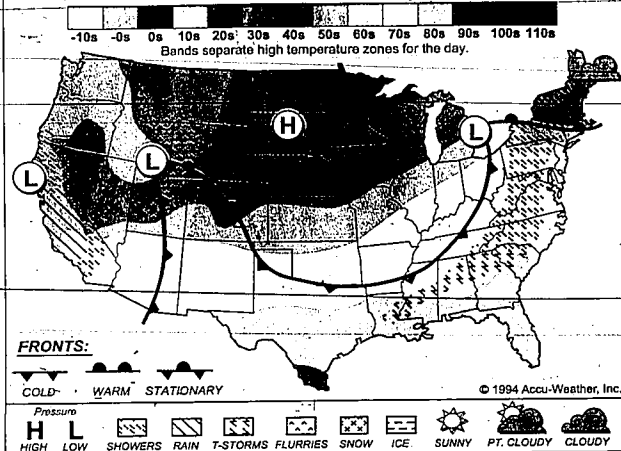 -10s -0s 0s 10s 20s 30s 40s 50s 60s 70s 80s 90s 100s 110s
Bands separate high temperature zones for the day.
H
L
L
L
FRONTS:
COLD WARM STATIONARY
© 1994 Accu-Weather, Inc.
Pressure
H L
HIGH LOW SHOWERS RAIN T-STORMS FLURRIES SNOW ICE SUNNY PT. CLOUDY CLOUDY